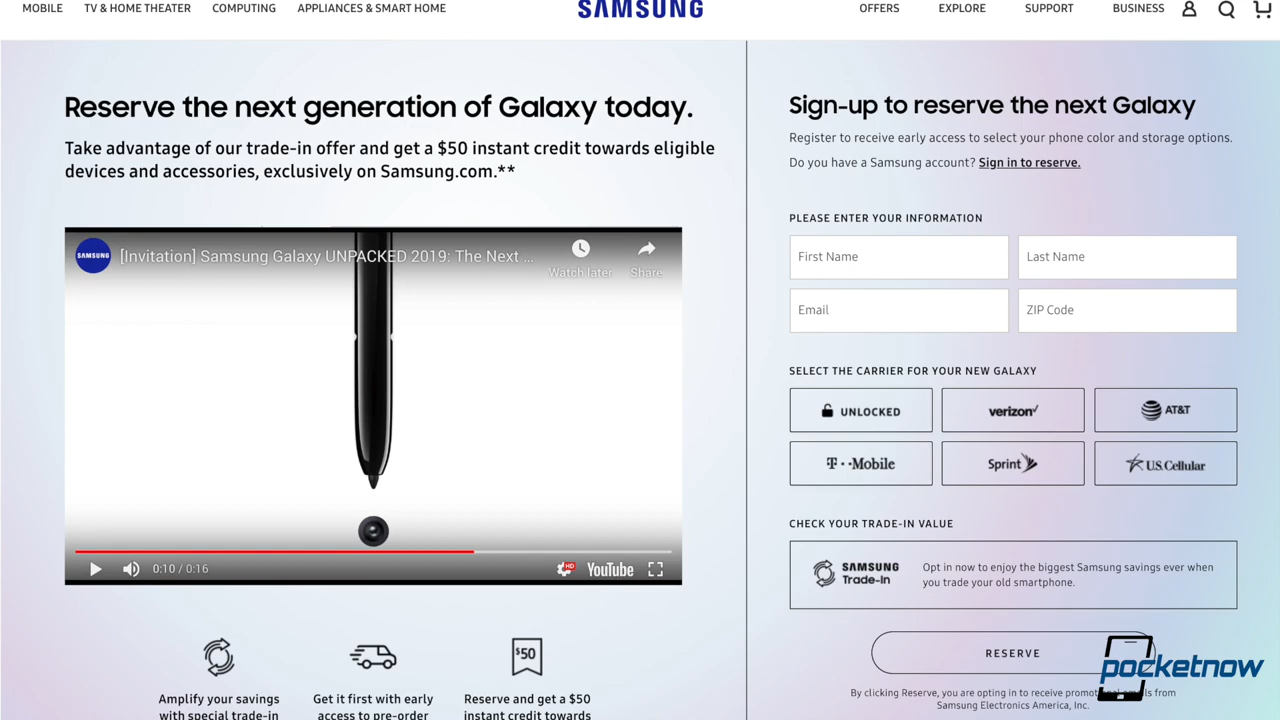 MOBILE TV & HOME THEATER COMPUTING APPLIANCES & SMART HOME SAMSUNG OFFERS EXPLORE SUPPORT BUSINESS
Reserve the next generation of Galaxy today.
Take advantage of our trade-in offer and get a $50 instant credit towards eligible
devices and accessories, exclusively on Samsung.com.**
SAMSUNG
[Invitation] Samsung Galaxy UNPACKED 2019: The Next ...
Watch later
Share
0:10 / 0:16
HD
YouTube
$50
Amplify your savings
with special trade-in
Get it first with early
access to pre-order
Reserve and get a $50
instant credit towards
Sign-up to reserve the next Galaxy
Register to receive early access to select your phone color and storage options.
Do you have a Samsung account? Sign in to reserve.
PLEASE ENTER YOUR INFORMATION
First Name
Last Name
Email
ZIP Code
SELECT THE CARRIER FOR YOUR NEW GALAXY
UNLOCKED
verizon
AT&T
T-Mobile
Sprint
U.S. Cellular
CHECK YOUR TRADE-IN VALUE
SAMSUNG
Trade-In
Opt in now to enjoy the biggest Samsung savings ever when
you trade your old smartphone.
RESERVE
pocketnow
By clicking Reserve, you are opting in to receive promotional emails from
Samsung Electronics America, Inc.